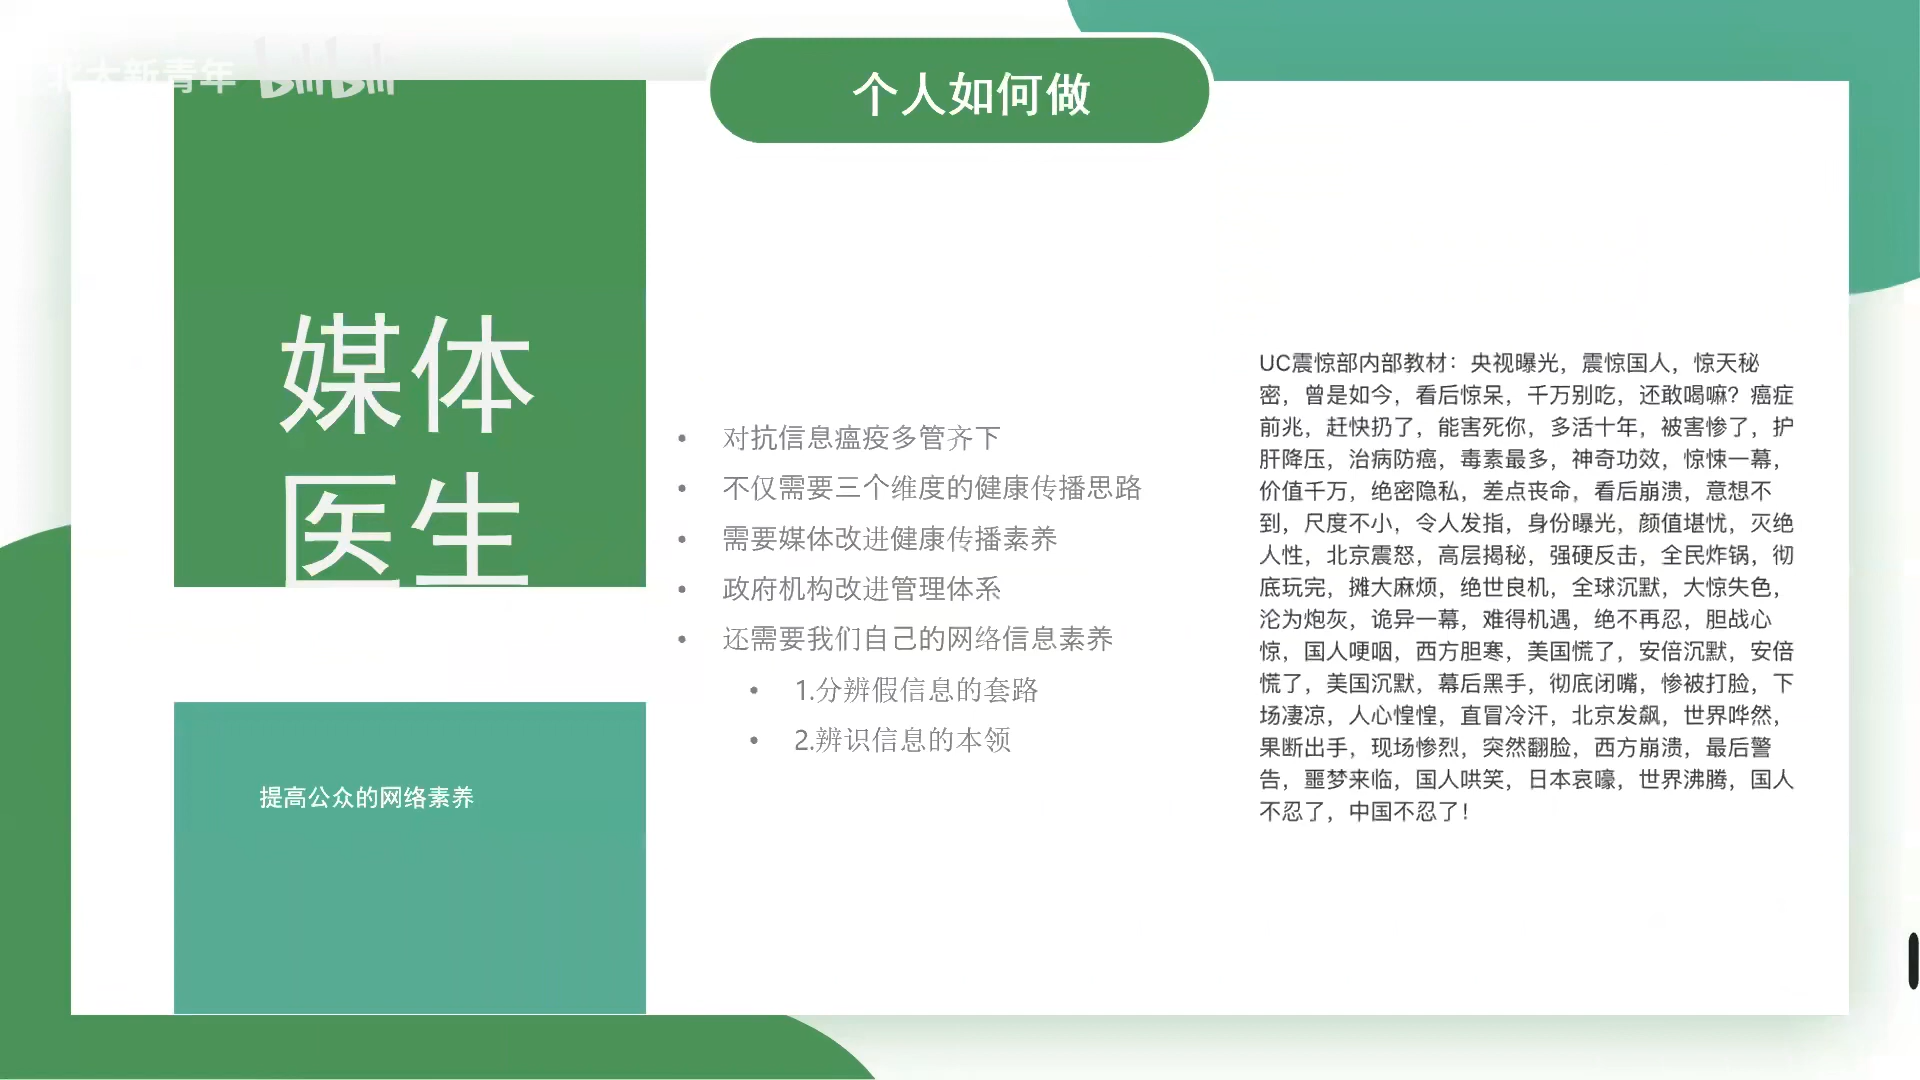 北大新青年 bilibili
个人如何做
媒体
医生
提高公众的网络素养
• 对抗信息瘟疫多管齐下
• 不仅需要三个维度的健康传播思路
• 需要媒体改进健康传播素养
• 政府机构改进管理体系
• 还需要我们自己的网络信息素养
• 1.分辨假信息的套路
• 2.辨识信息的本领
UC震惊部内部教材：央视曝光，震惊国人，惊天秘
密，曾是如今，看后惊呆，千万别吃，还敢喝嘛？癌症
前兆，赶快扔了，能害死你，多活十年，被害惨了，护
肝降压，治病防癌，毒素最多，神奇功效，惊悚一幕，
价值千万，绝密隐私，差点丧命，看后崩溃，意想不
到，尺度不小，令人发指，身份曝光，颜值堪忧，灭绝
人性，北京震怒，高层揭秘，强硬反击，全民炸锅，彻
底玩完，摊大麻烦，绝世良机，全球沉默，大惊失色，
沦为炮灰，诡异一幕，难得机遇，绝不再忍，胆战心
惊，国人哽咽，西方胆寒，美国慌了，安倍沉默，安倍
慌了，美国沉默，幕后黑手，彻底闭嘴，惨被打脸，下
场凄凉，人心惶惶，直冒冷汗，北京发飙，世界哗然，
果断出手，现场惨烈，突然翻脸，西方崩溃，最后警
告，噩梦来临，国人哄笑，日本哀嚎，世界沸腾，国人
不忍了，中国不忍了！